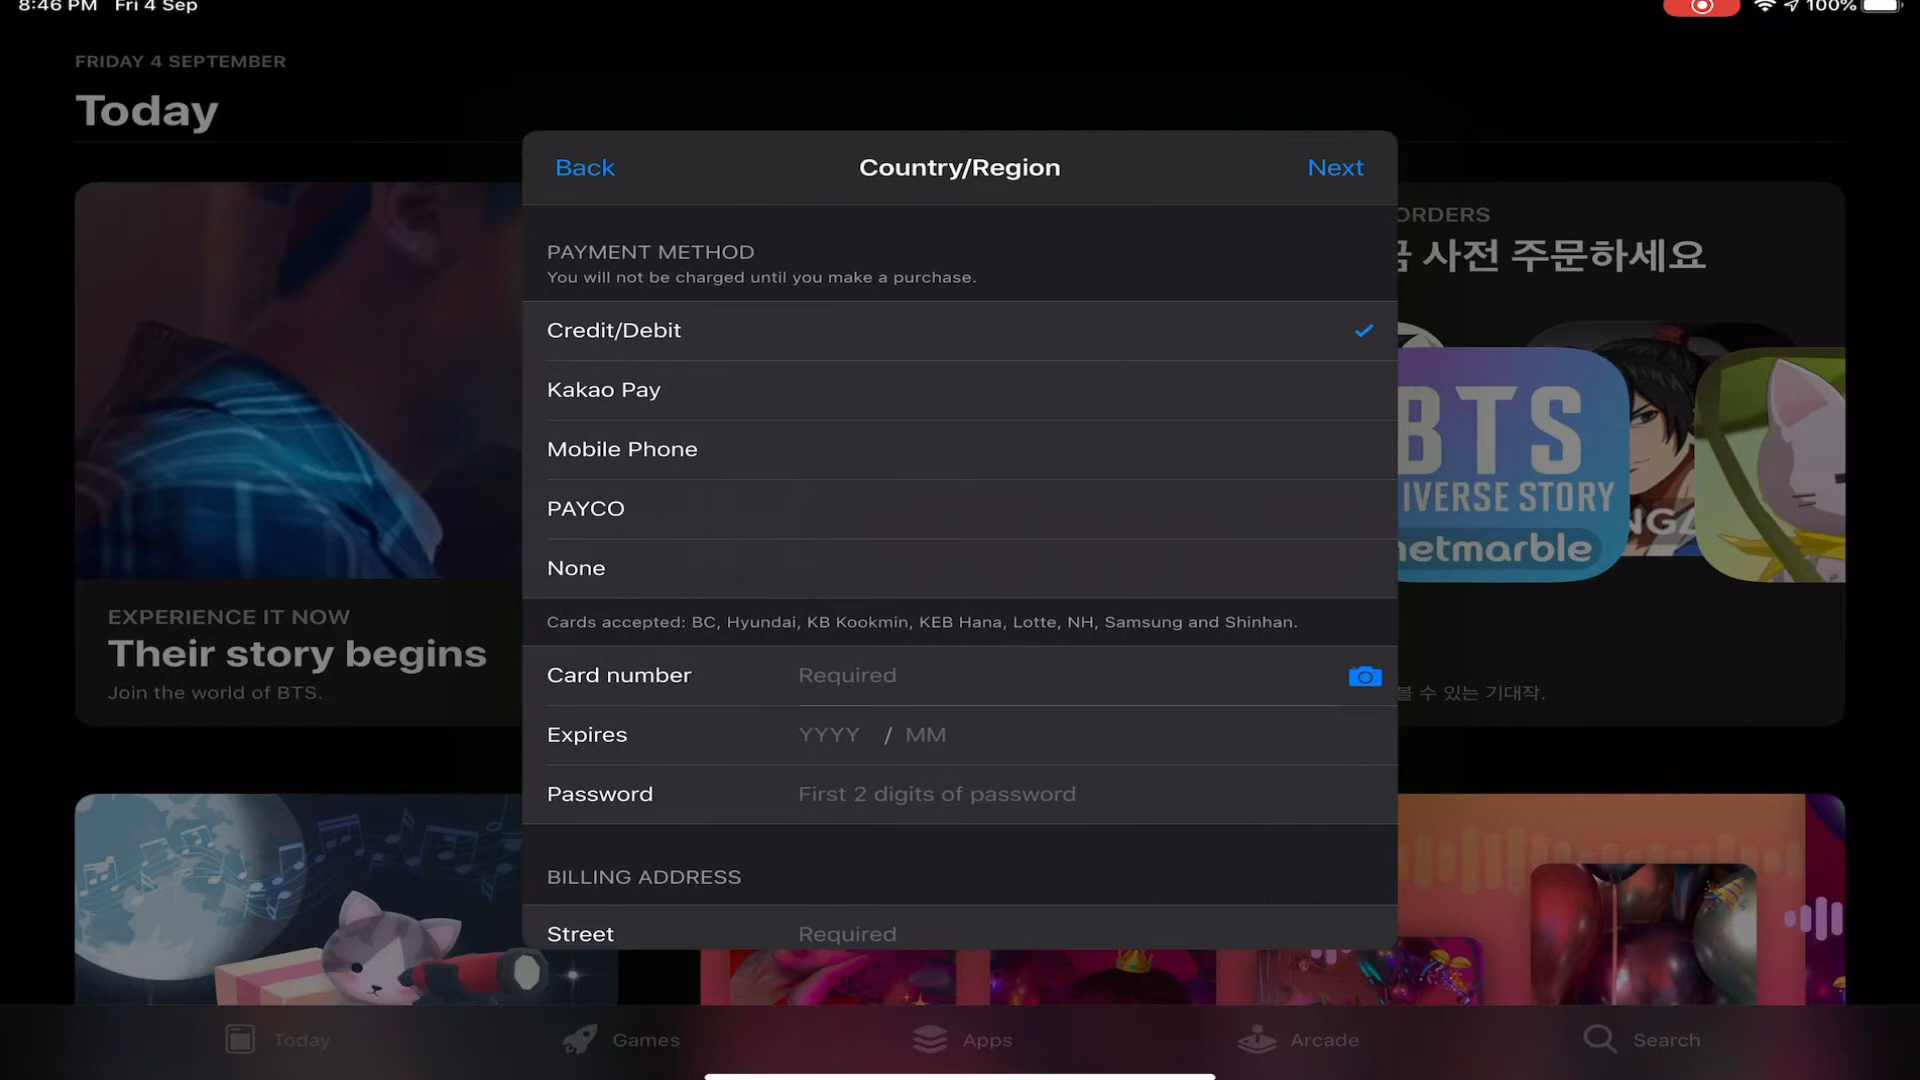 8:46 PM Fri 4 Sep
100%
FRIDAY 4 SEPTEMBER
Today
Back
Country/Region
Next
ORDERS
사전 주문하세요
PAYMENT METHOD
You will not be charged until you make a purchase.
Credit/Debit
Kakao Pay
Mobile Phone
PAYCO
None
Cards accepted: BC, Hyundai, KB Kookmin, KEB Hana, Lotte, NH, Samsung and Shinhan.
Card number Required
Expires YYYY / MM
Password First 2 digits of password
BILLING ADDRESS
Street Required
BTS
IVERSE STORY
netmarble
EXPERIENCE IT NOW
Their story begins
Join the world of BTS.
볼 수 있는 기대작.
Today
Games
Apps
Arcade
Search